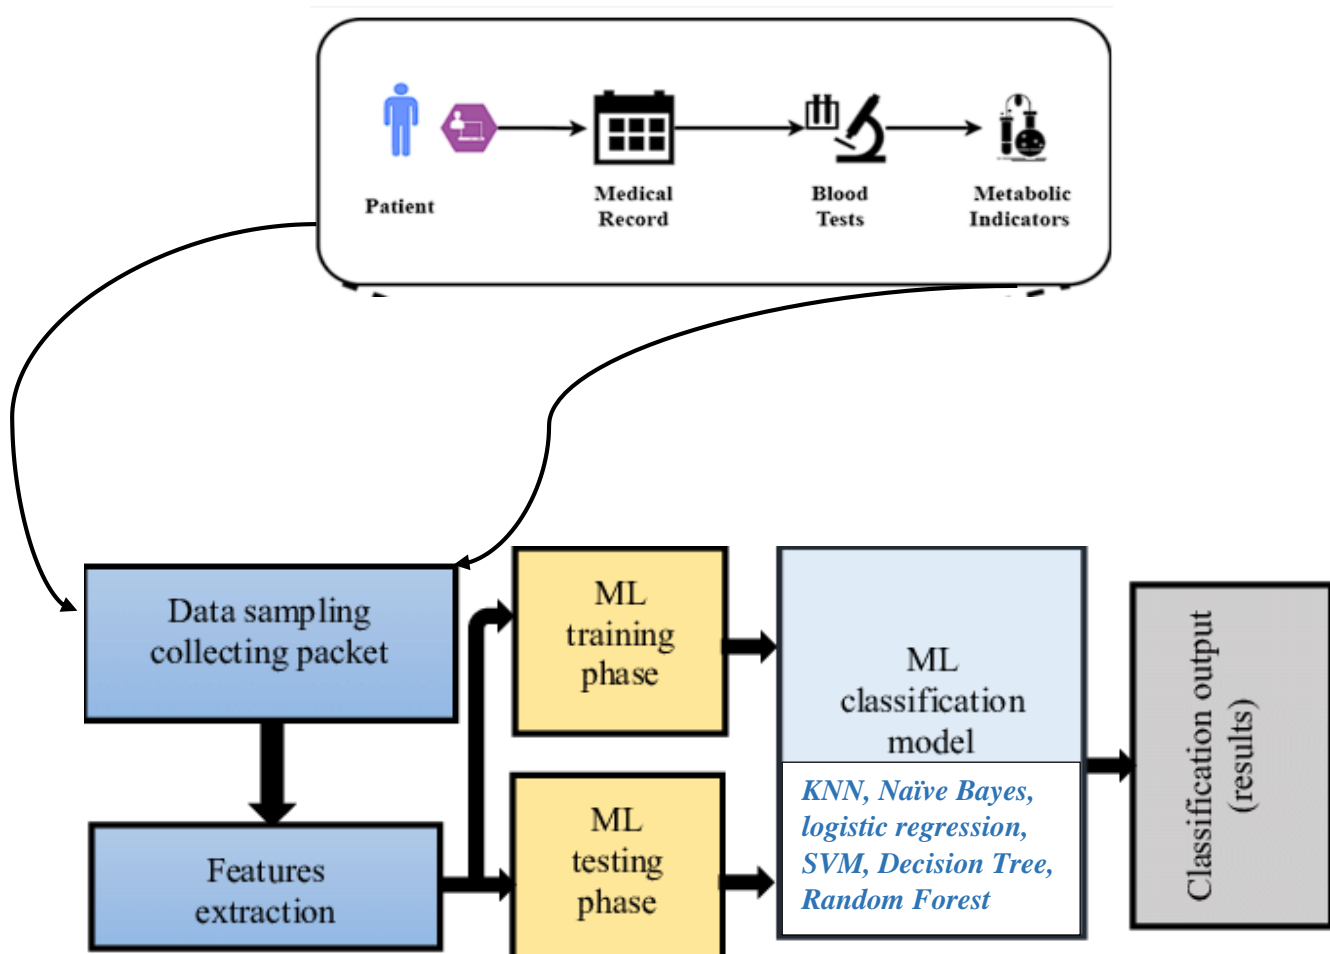 Patient
Medical
Record
Blood
Tests
Metabolic
Indicators
Data sampling
collecting packet
Features
extraction
ML
training
phase
ML
testing
phase
ML
classification
model
KNN, Naïve Bayes,
logistic regression,
SVM, Decision Tree,
Random Forest
Classification output
(results)